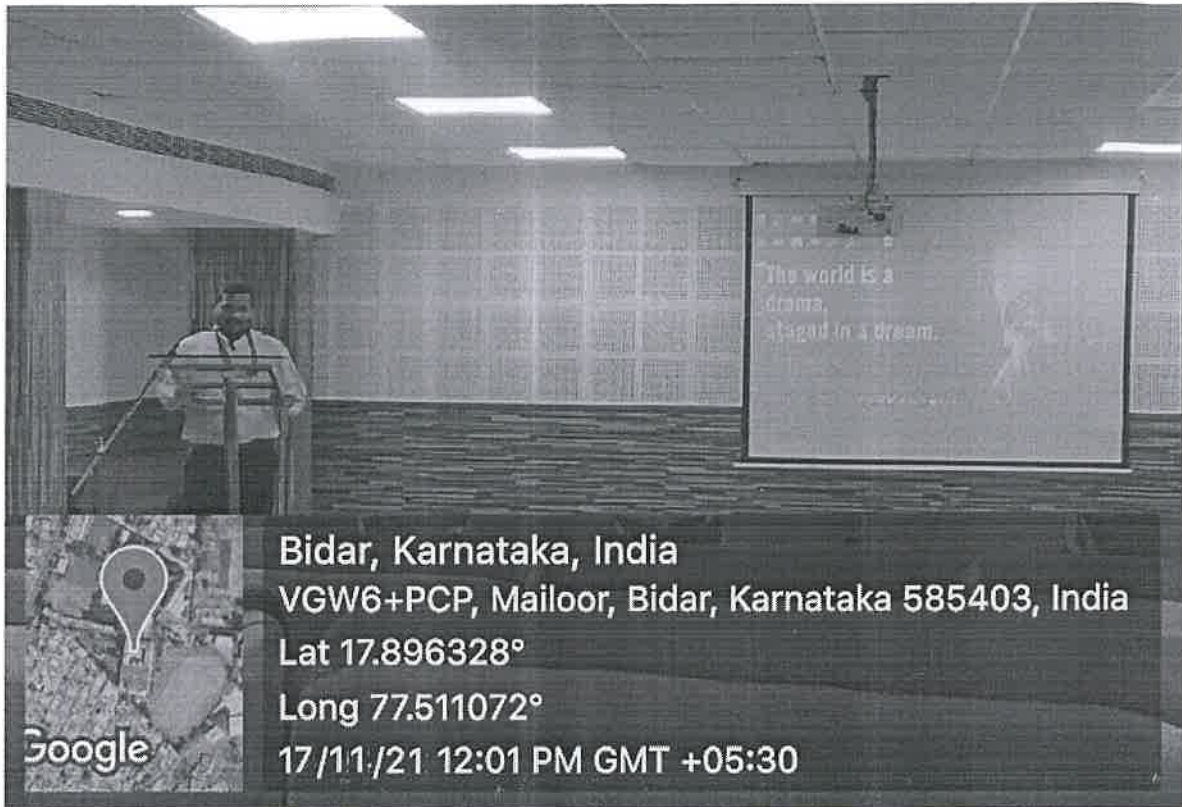 "The world is a
drama,
staged in a dream.
Bidar, Karnataka, India
VGW6+PCP, Mailoor, Bidar, Karnataka 585403, India
Lat 17.896328°
Long 77.511072°
17/11/21 12:01 PM GMT +05:30
Google